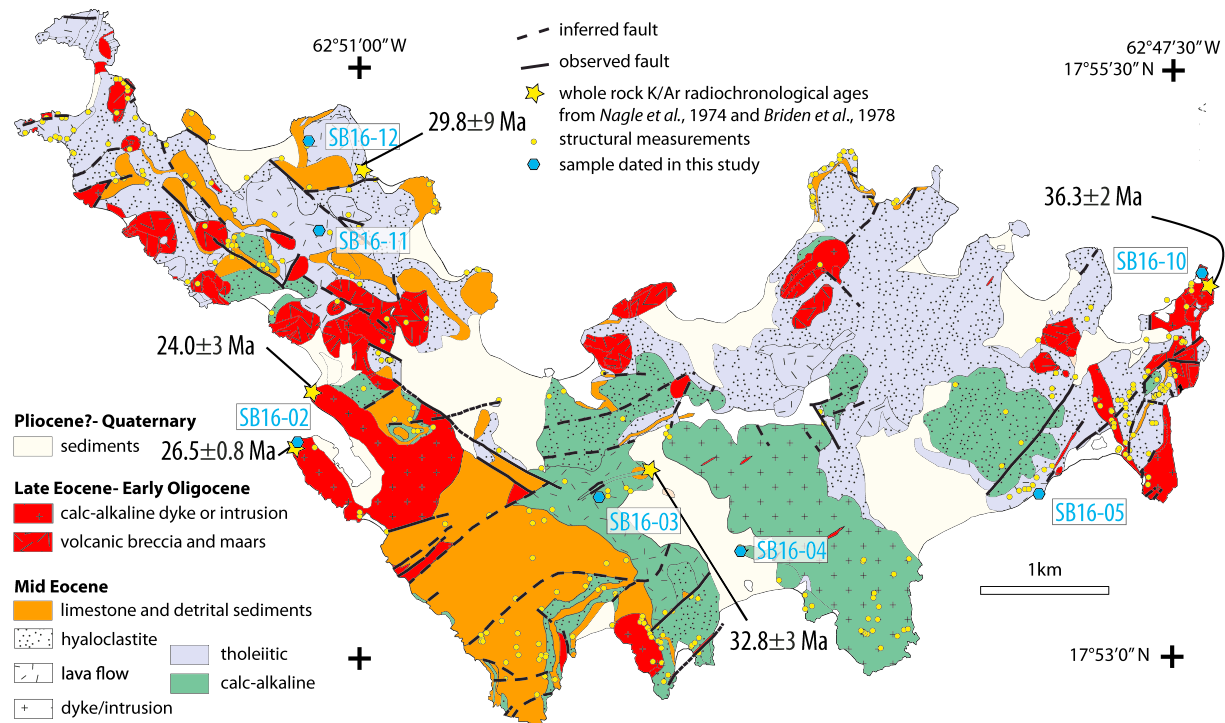 62°51′00″ W
62°47′30″ W
17°55′30″ N
inferred fault
observed fault
whole rock K/Ar radiochronological ages
from Nagle et al., 1974 and Briden et al., 1978
structural measurements
sample dated in this study
SB16-12
29.8±9 Ma
SB16-11
36.3±2 Ma
SB16-10
24.0±3 Ma
SB16-02
26.5±0.8 Ma
SB16-03
SB16-04
SB16-05
32.8±3 Ma
1km
17°53′0″ N
Pliocene?- Quaternary
sediments
Late Eocene- Early Oligocene
calc-alkaline dyke or intrusion
volcanic breccia and maars
Mid Eocene
limestone and detrital sediments
hyaloclastite
lava flow
dyke/intrusion
tholeiitic
calc-alkaline